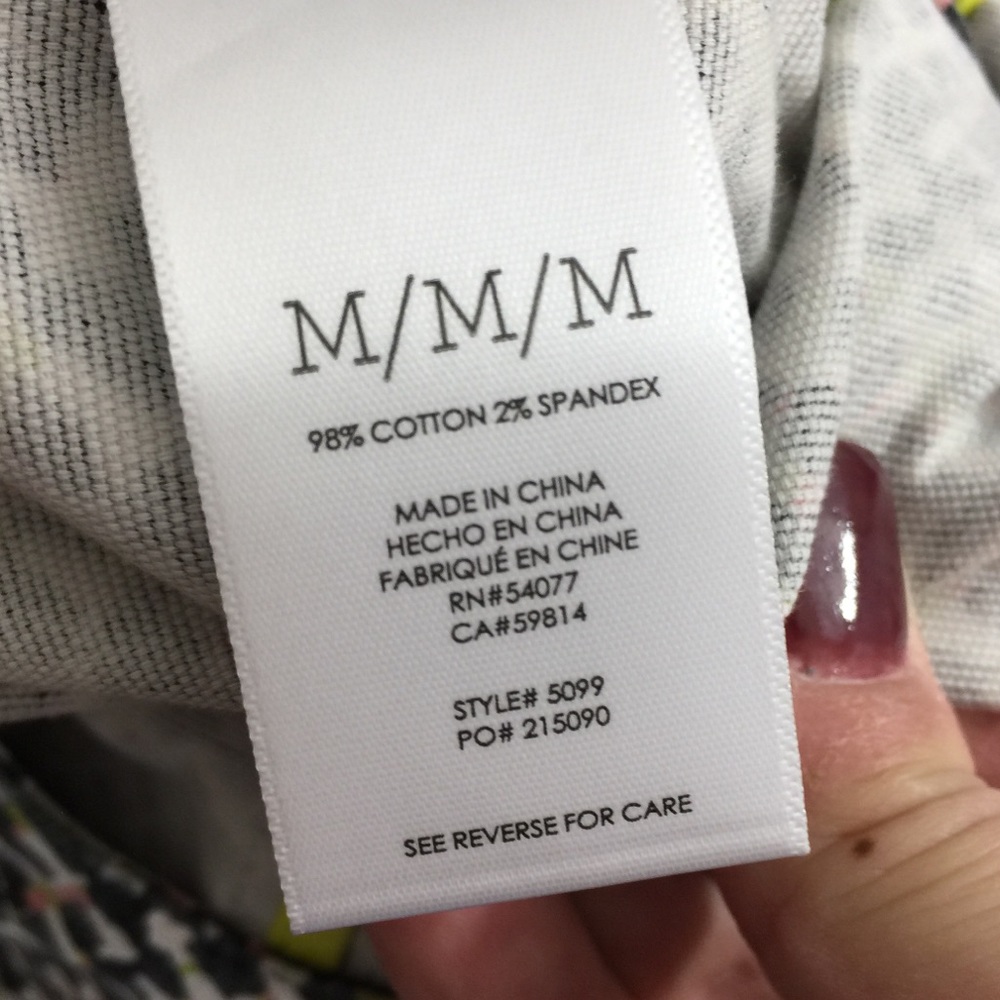 M/M/M
98% COTTON 2% SPANDEX
MADE IN CHINA
HECHO EN CHINA
FABRIQUÉ EN CHINE
RN#54077
CA#59814
STYLE# 5099
PO# 215090
SEE REVERSE FOR CARE